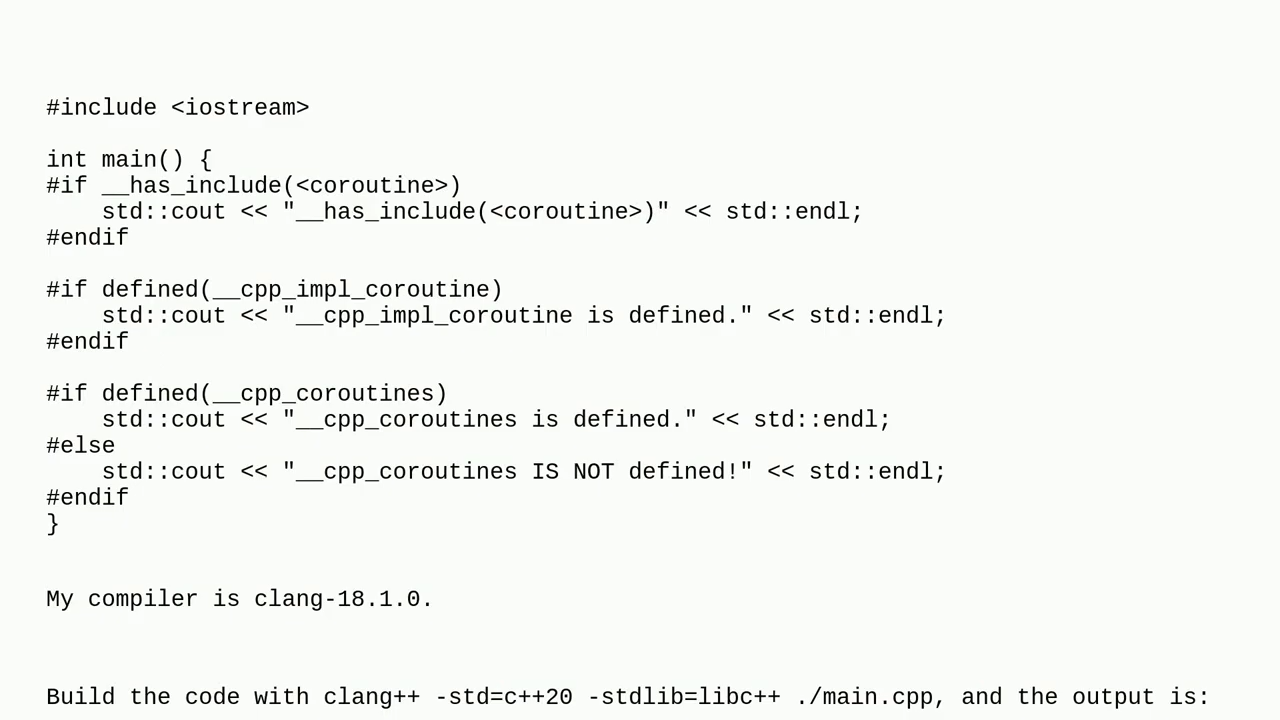 #include <iostream>
int main() {
#if __has_include(<coroutine>)
    std::cout << "__has_include(<coroutine>)" << std::endl;
#endif
#if defined(__cpp_impl_coroutine)
    std::cout << "__cpp_impl_coroutine is defined." << std::endl;
#endif
#if defined(__cpp_coroutines)
    std::cout << "__cpp_coroutines is defined." << std::endl;
#else
    std::cout << "__cpp_coroutines IS NOT defined!" << std::endl;
#endif
}
My compiler is clang-18.1.0.
Build the code with clang++ -std=c++20 -stdlib=libc++ ./main.cpp, and the output is: